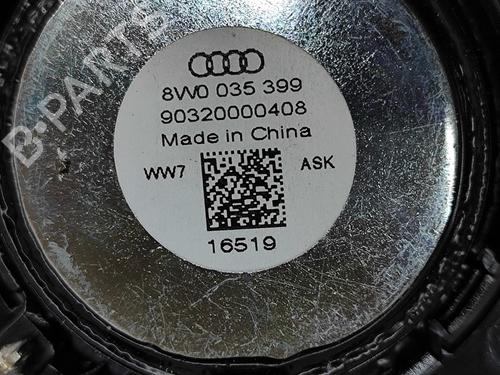 B-PARTS
8W0 035 399
90320000408
Made in China
WW7 ASK
16519